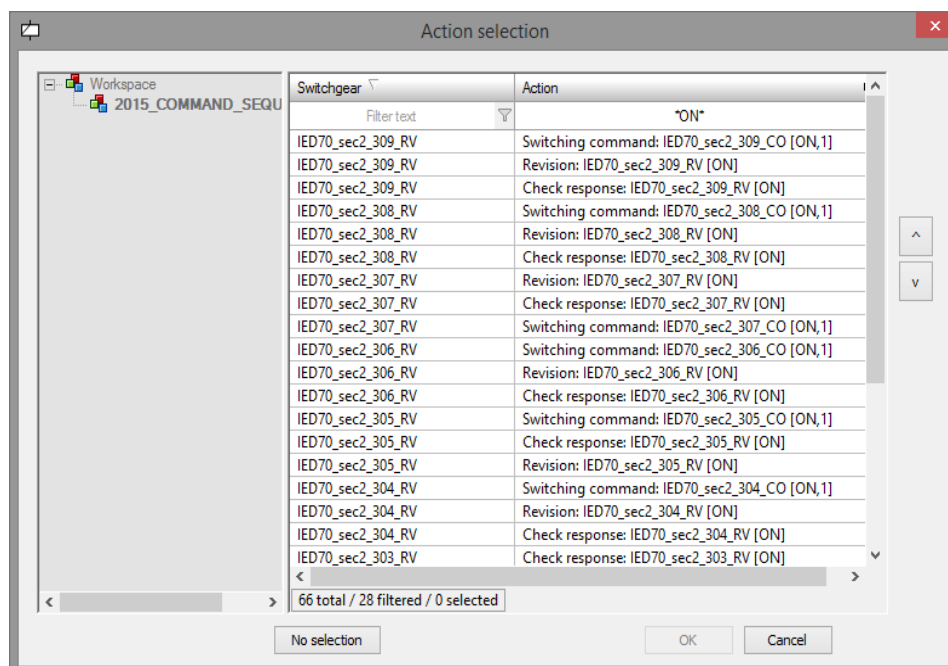 Action selection
Workspace
2015_COMMAND_SEQU
Switchgear Action
Filter text *ON*
IED70_sec2_309_RV Switching command: IED70_sec2_309_CO [ON,1]
IED70_sec2_309_RV Revision: IED70_sec2_309_RV [ON]
IED70_sec2_309_RV Check response: IED70_sec2_309_RV [ON]
IED70_sec2_308_RV Switching command: IED70_sec2_308_CO [ON,1]
IED70_sec2_308_RV Revision: IED70_sec2_308_RV [ON]
IED70_sec2_308_RV Check response: IED70_sec2_308_RV [ON]
IED70_sec2_307_RV Revision: IED70_sec2_307_RV [ON]
IED70_sec2_307_RV Check response: IED70_sec2_307_RV [ON]
IED70_sec2_307_RV Switching command: IED70_sec2_307_CO [ON,1]
IED70_sec2_306_RV Switching command: IED70_sec2_306_CO [ON,1]
IED70_sec2_306_RV Revision: IED70_sec2_306_RV [ON]
IED70_sec2_306_RV Check response: IED70_sec2_306_RV [ON]
IED70_sec2_305_RV Switching command: IED70_sec2_305_CO [ON,1]
IED70_sec2_305_RV Check response: IED70_sec2_305_RV [ON]
IED70_sec2_305_RV Revision: IED70_sec2_305_RV [ON]
IED70_sec2_304_RV Switching command: IED70_sec2_304_CO [ON,1]
IED70_sec2_304_RV Revision: IED70_sec2_304_RV [ON]
IED70_sec2_304_RV Check response: IED70_sec2_304_RV [ON]
IED70_sec2_303_RV Check response: IED70_sec2_303_RV [ON]
66 total / 28 filtered / 0 selected
No selection OK Cancel